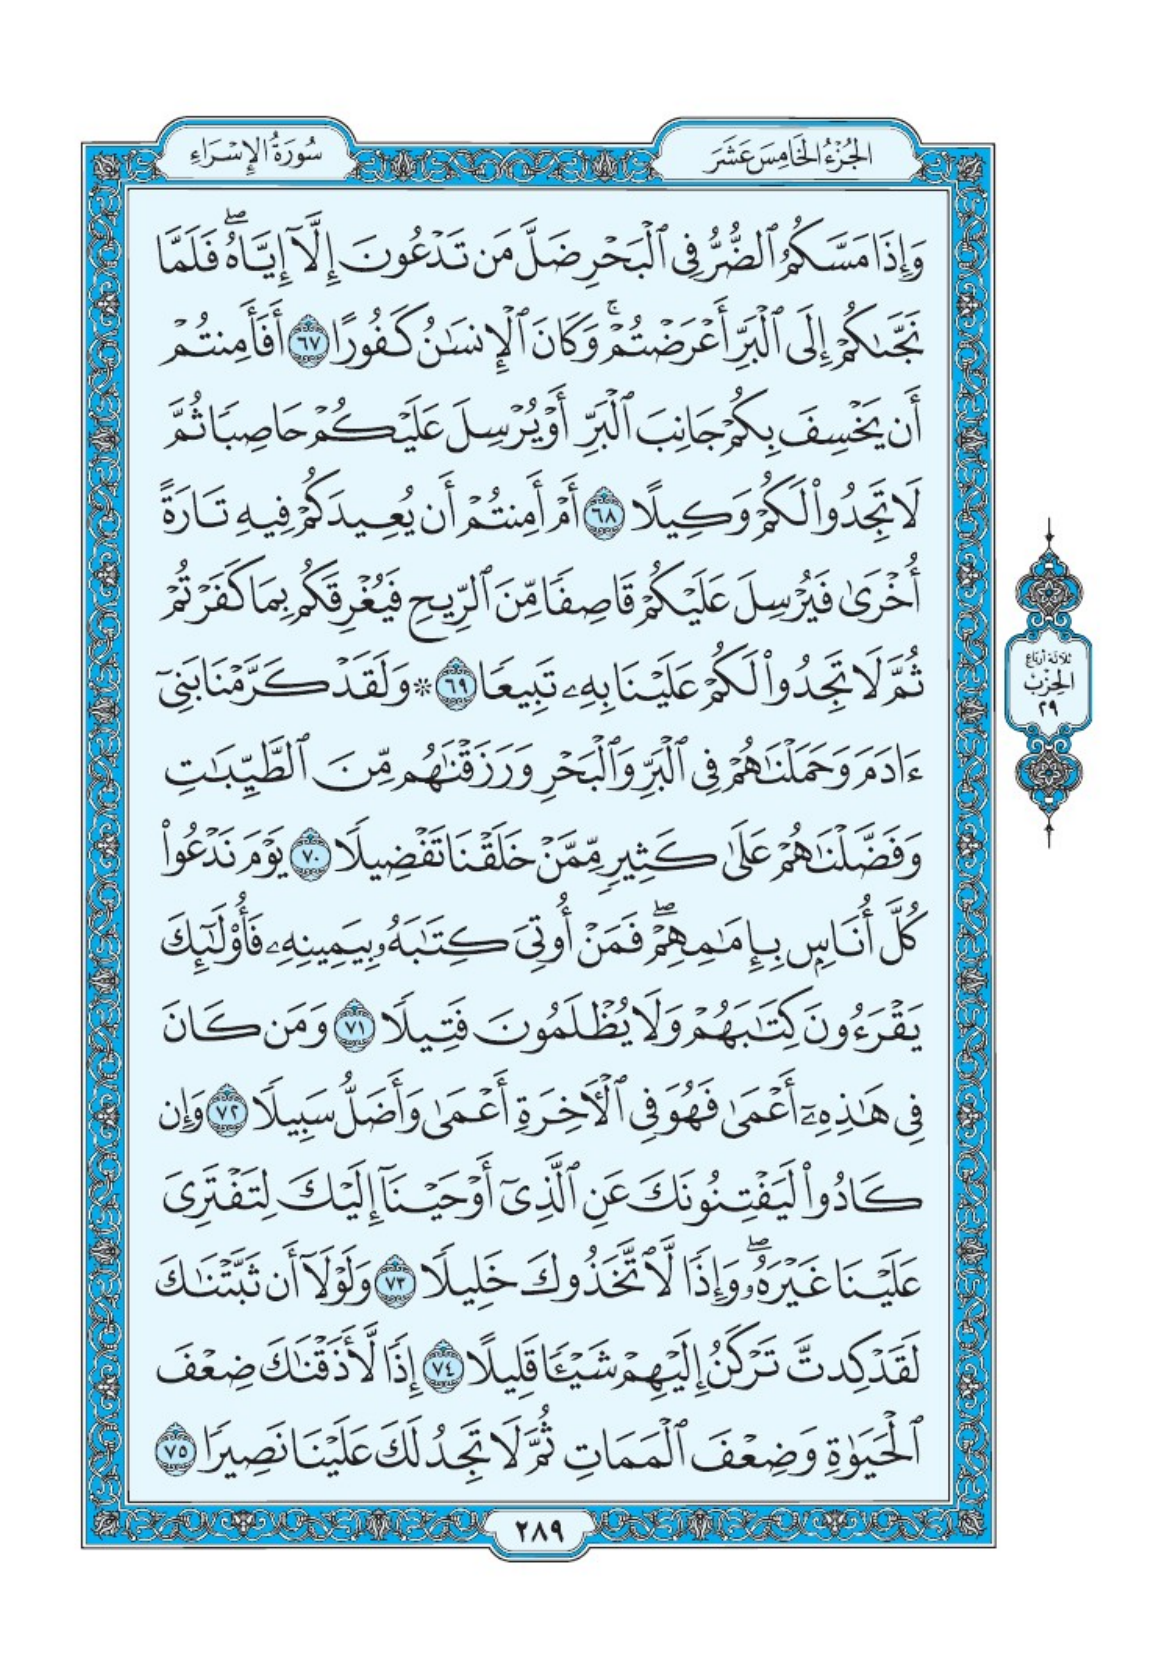 الجُزْءُ الخَامِسَ عَشَرَ
سُورَةُ الإِسْرَاءِ
وَإِذَا مَسَّكُمُ ٱلضُّرُّ فِى ٱلْبَحْرِ ضَلَّ مَن تَدْعُونَ إِلَّآ إِيَّاهُۖ فَلَمَّا
نَجَّىٰكُمْ إِلَى ٱلْبَرِّ أَعْرَضْتُمْۚ وَكَانَ ٱلْإِنسَٰنُ كَفُورًا ٦٧ أَفَأَمِنتُمْ
أَن يَخْسِفَ بِكُمْ جَانِبَ ٱلْبَرِّ أَوْ يُرْسِلَ عَلَيْكُمْ حَاصِبًا ثُمَّ
لَا تَجِدُوا۟ لَكُمْ وَكِيلًا ٦٨ أَمْ أَمِنتُمْ أَن يُعِيدَكُمْ فِيهِ تَارَةً
أُخْرَىٰ فَيُرْسِلَ عَلَيْكُمْ قَاصِفًا مِّنَ ٱلرِّيحِ فَيُغْرِقَكُم بِمَا كَفَرْتُمْ
ثُمَّ لَا تَجِدُوا۟ لَكُمْ عَلَيْنَا بِهِۦ تَبِيعًا ٦٩ ۞ وَلَقَدْ كَرَّمْنَا بَنِىٓ
ءَادَمَ وَحَمَلْنَٰهُمْ فِى ٱلْبَرِّ وَٱلْبَحْرِ وَرَزَقْنَٰهُم مِّنَ ٱلطَّيِّبَٰتِ
وَفَضَّلْنَٰهُمْ عَلَىٰ كَثِيرٍ مِّمَّنْ خَلَقْنَا تَفْضِيلًا ٧٠ يَوْمَ نَدْعُوا۟
كُلَّ أُنَاسٍۭ بِإِمَٰمِهِمْۖ فَمَنْ أُوتِىَ كِتَٰبَهُۥ بِيَمِينِهِۦ فَأُو۟لَٰٓئِكَ
يَقْرَءُونَ كِتَٰبَهُمْ وَلَا يُظْلَمُونَ فَتِيلًا ٧١ وَمَن كَانَ
فِى هَٰذِهِۦٓ أَعْمَىٰ فَهُوَ فِى ٱلْـَٔاخِرَةِ أَعْمَىٰ وَأَضَلُّ سَبِيلًا ٧٢ وَإِن
كَادُوا۟ لَيَفْتِنُونَكَ عَنِ ٱلَّذِىٓ أَوْحَيْنَآ إِلَيْكَ لِتَفْتَرِىَ
عَلَيْنَا غَيْرَهُۥۖ وَإِذًا لَّٱتَّخَذُوكَ خَلِيلًا ٧٣ وَلَوْلَآ أَن ثَبَّتْنَٰكَ
لَقَدْ كِدتَّ تَرْكَنُ إِلَيْهِمْ شَيْـًٔا قَلِيلًا ٧٤ إِذًا لَّأَذَقْنَٰكَ ضِعْفَ
ٱلْحَيَوٰةِ وَضِعْفَ ٱلْمَمَاتِ ثُمَّ لَا تَجِدُ لَكَ عَلَيْنَا نَصِيرًا ٧٥
ثلاثة أرباع
الحِزْب
٢٩
٢٨٩